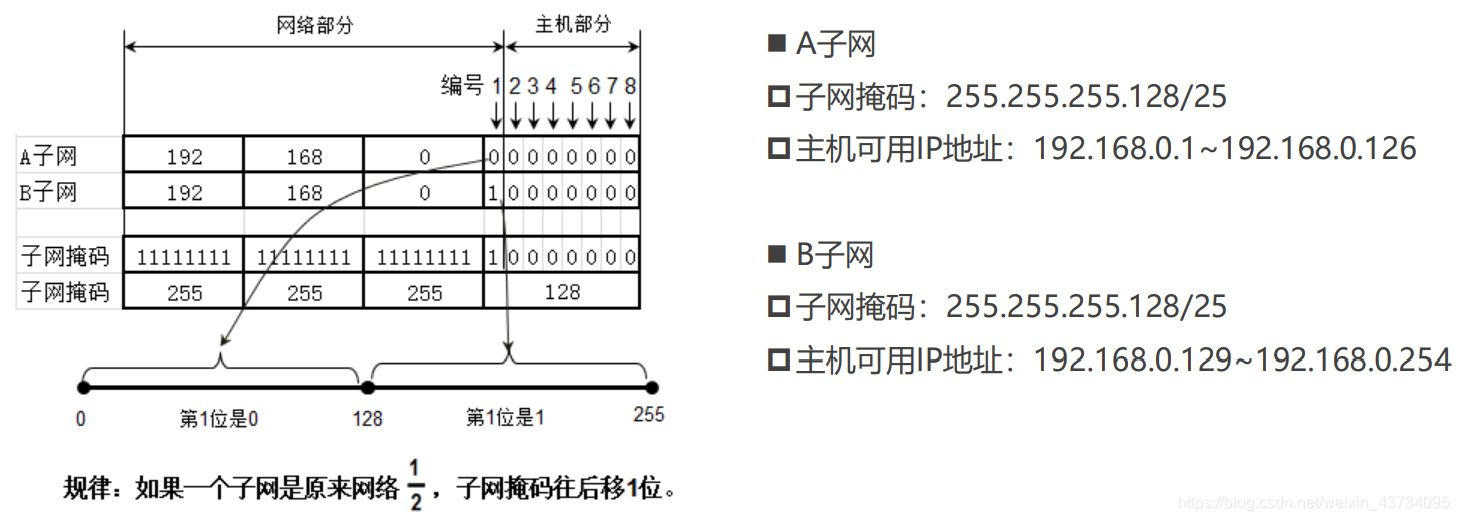 网络部分 主机部分
编号 1 2 3 4 5 6 7 8
A子网 192 168 0 0 0 0 0 0 0 0 0
B子网 192 168 0 1 0 0 0 0 0 0 0
子网掩码 11111111 11111111 11111111 1 0 0 0 0 0 0 0
子网掩码 255 255 255 128
0 第1位是0 128 第1位是1 255
规律：如果一个子网是原来网络 1/2 ，子网掩码往后移1位。
■ A子网
子网掩码：255.255.255.128/25
主机可用IP地址：192.168.0.1~192.168.0.126
■ B子网
子网掩码：255.255.255.128/25
主机可用IP地址：192.168.0.129~192.168.0.254
https://blog.csdn.net/weixin_43734095